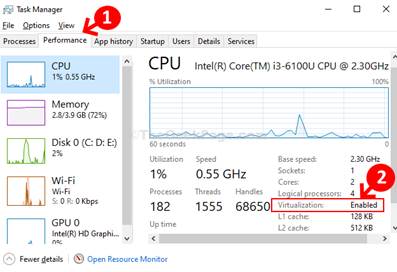 Task Manager
File Options View
1
Processes Performance App history Startup Users Details Services
CPU
1% 0.55 GHz
Memory
2.8/3.9 GB (72%)
Disk 0 (C: D: E:)
2%
Wi-Fi
Wi-Fi
S: 0 R: 0 Kbps
GPU 0
Intel(R) HD Graphic
CPU Intel(R) Core(TM) i3-6100U CPU @ 2.30GHz
% Utilization 100%
60 seconds 0
Utilization Speed
1% 0.55 GHz
Processes Threads Handles
182 1555 68650
Up time
Base speed: 2.30 GHz
Sockets: 1
Cores: 2
Logical processors: 4
2
Virtualization: Enabled
L1 cache: 128 KB
L2 cache: 512 KB
Fewer details Open Resource Monitor